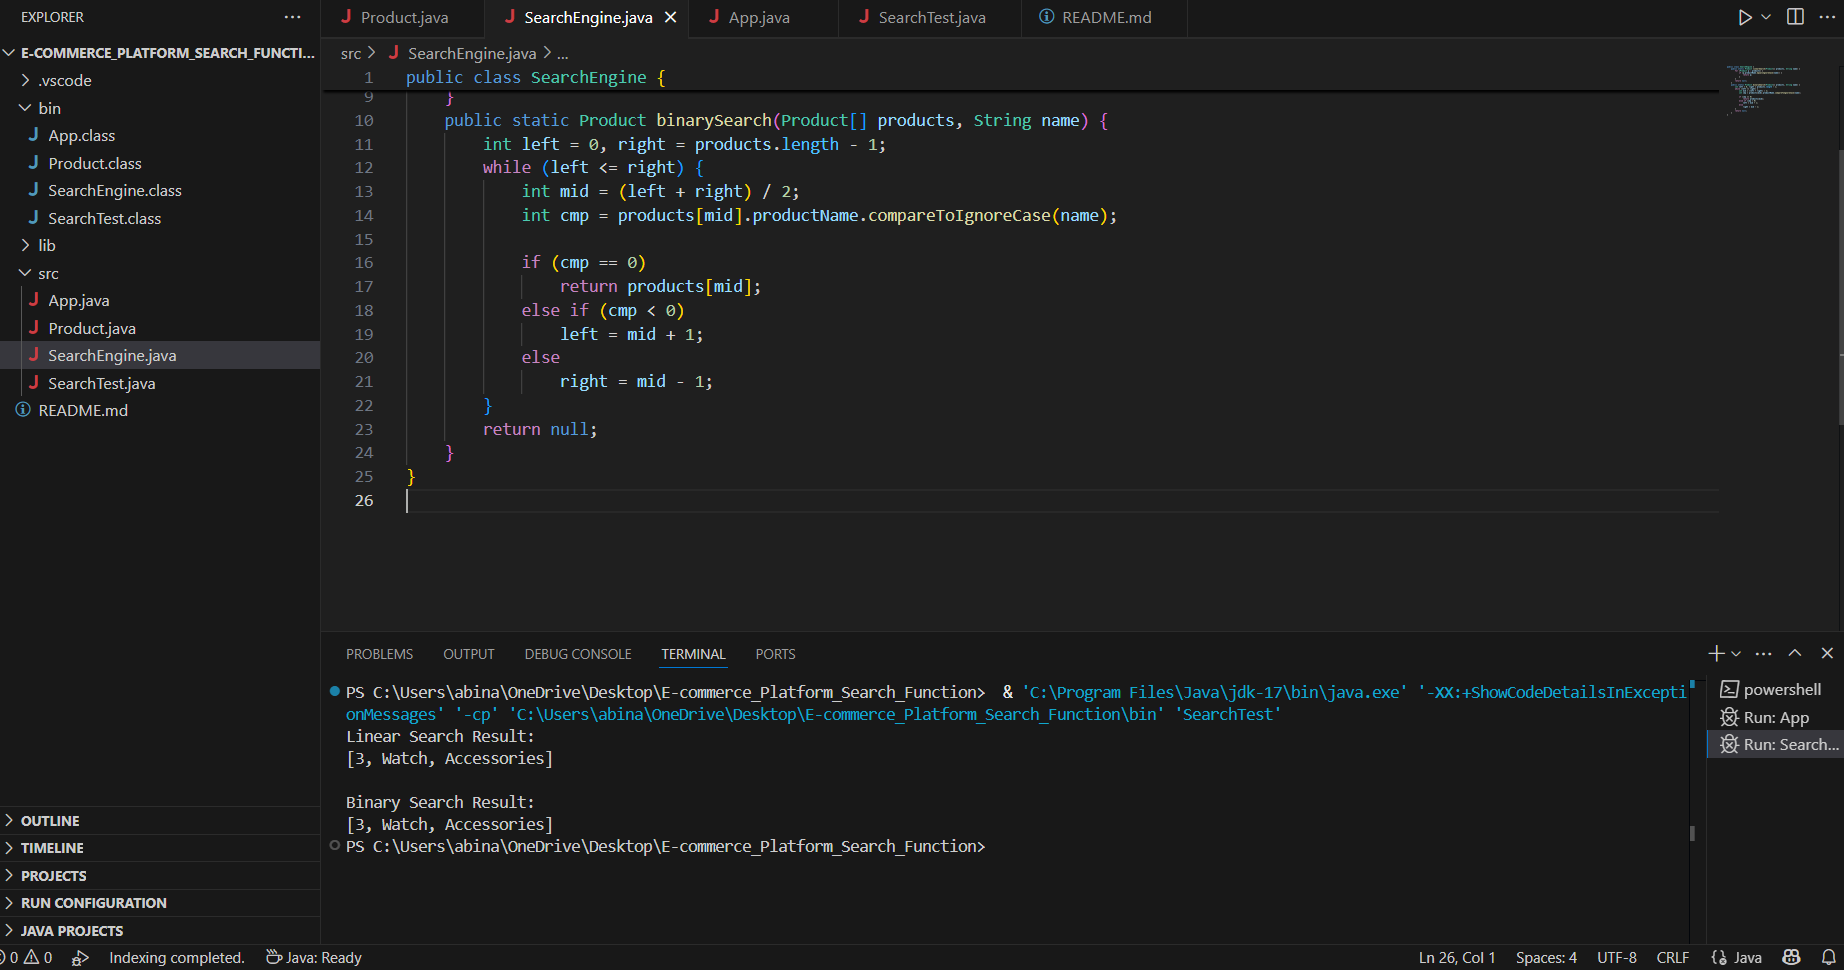 EXPLORER
E-COMMERCE_PLATFORM_SEARCH_FUNCTI...
.vscode
bin
App.class
Product.class
SearchEngine.class
SearchTest.class
lib
src
App.java
Product.java
SearchEngine.java
SearchTest.java
README.md
OUTLINE
TIMELINE
PROJECTS
RUN CONFIGURATION
JAVA PROJECTS
Product.java SearchEngine.java App.java SearchTest.java README.md
src > SearchEngine.java > ...
1 public class SearchEngine {
9 }
10 public static Product binarySearch(Product[] products, String name) {
11 int left = 0, right = products.length - 1;
12 while (left <= right) {
13 int mid = (left + right) / 2;
14 int cmp = products[mid].productName.compareToIgnoreCase(name);
15
16 if (cmp == 0)
17 return products[mid];
18 else if (cmp < 0)
19 left = mid + 1;
20 else
21 right = mid - 1;
22 }
23 return null;
24 }
25 }
26
PROBLEMS OUTPUT DEBUG CONSOLE TERMINAL PORTS
PS C:\Users\abina\OneDrive\Desktop\E-commerce_Platform_Search_Function> & 'C:\Program Files\Java\jdk-17\bin\java.exe' '-XX:+ShowCodeDetailsInExcepti
onMessages' '-cp' 'C:\Users\abina\OneDrive\Desktop\E-commerce_Platform_Search_Function\bin' 'SearchTest'
Linear Search Result:
[3, Watch, Accessories]
Binary Search Result:
[3, Watch, Accessories]
PS C:\Users\abina\OneDrive\Desktop\E-commerce_Platform_Search_Function>
powershell
Run: App
Run: Search...
0 0 Indexing completed. Java: Ready Ln 26, Col 1 Spaces: 4 UTF-8 CRLF Java